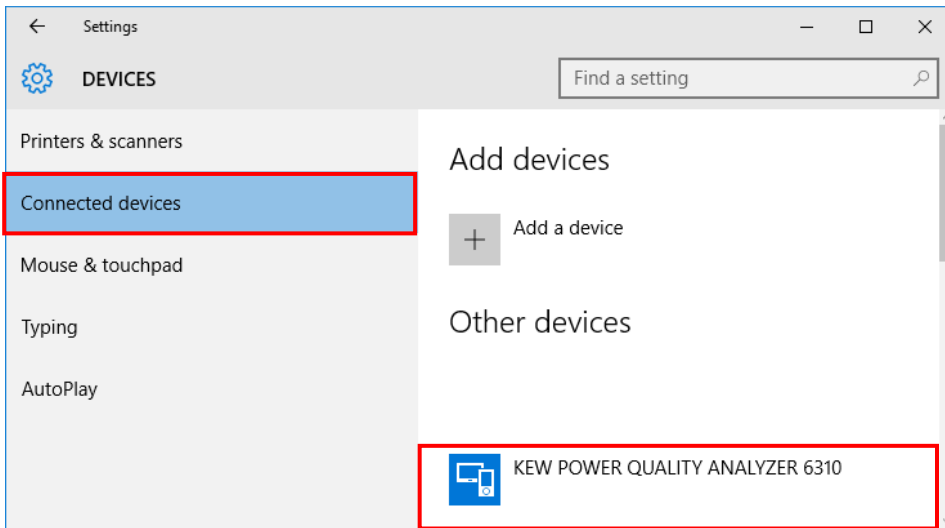 Settings
DEVICES
Find a setting
Printers & scanners
Connected devices
Mouse & touchpad
Typing
AutoPlay
Add devices
Add a device
Other devices
KEW POWER QUALITY ANALYZER 6310